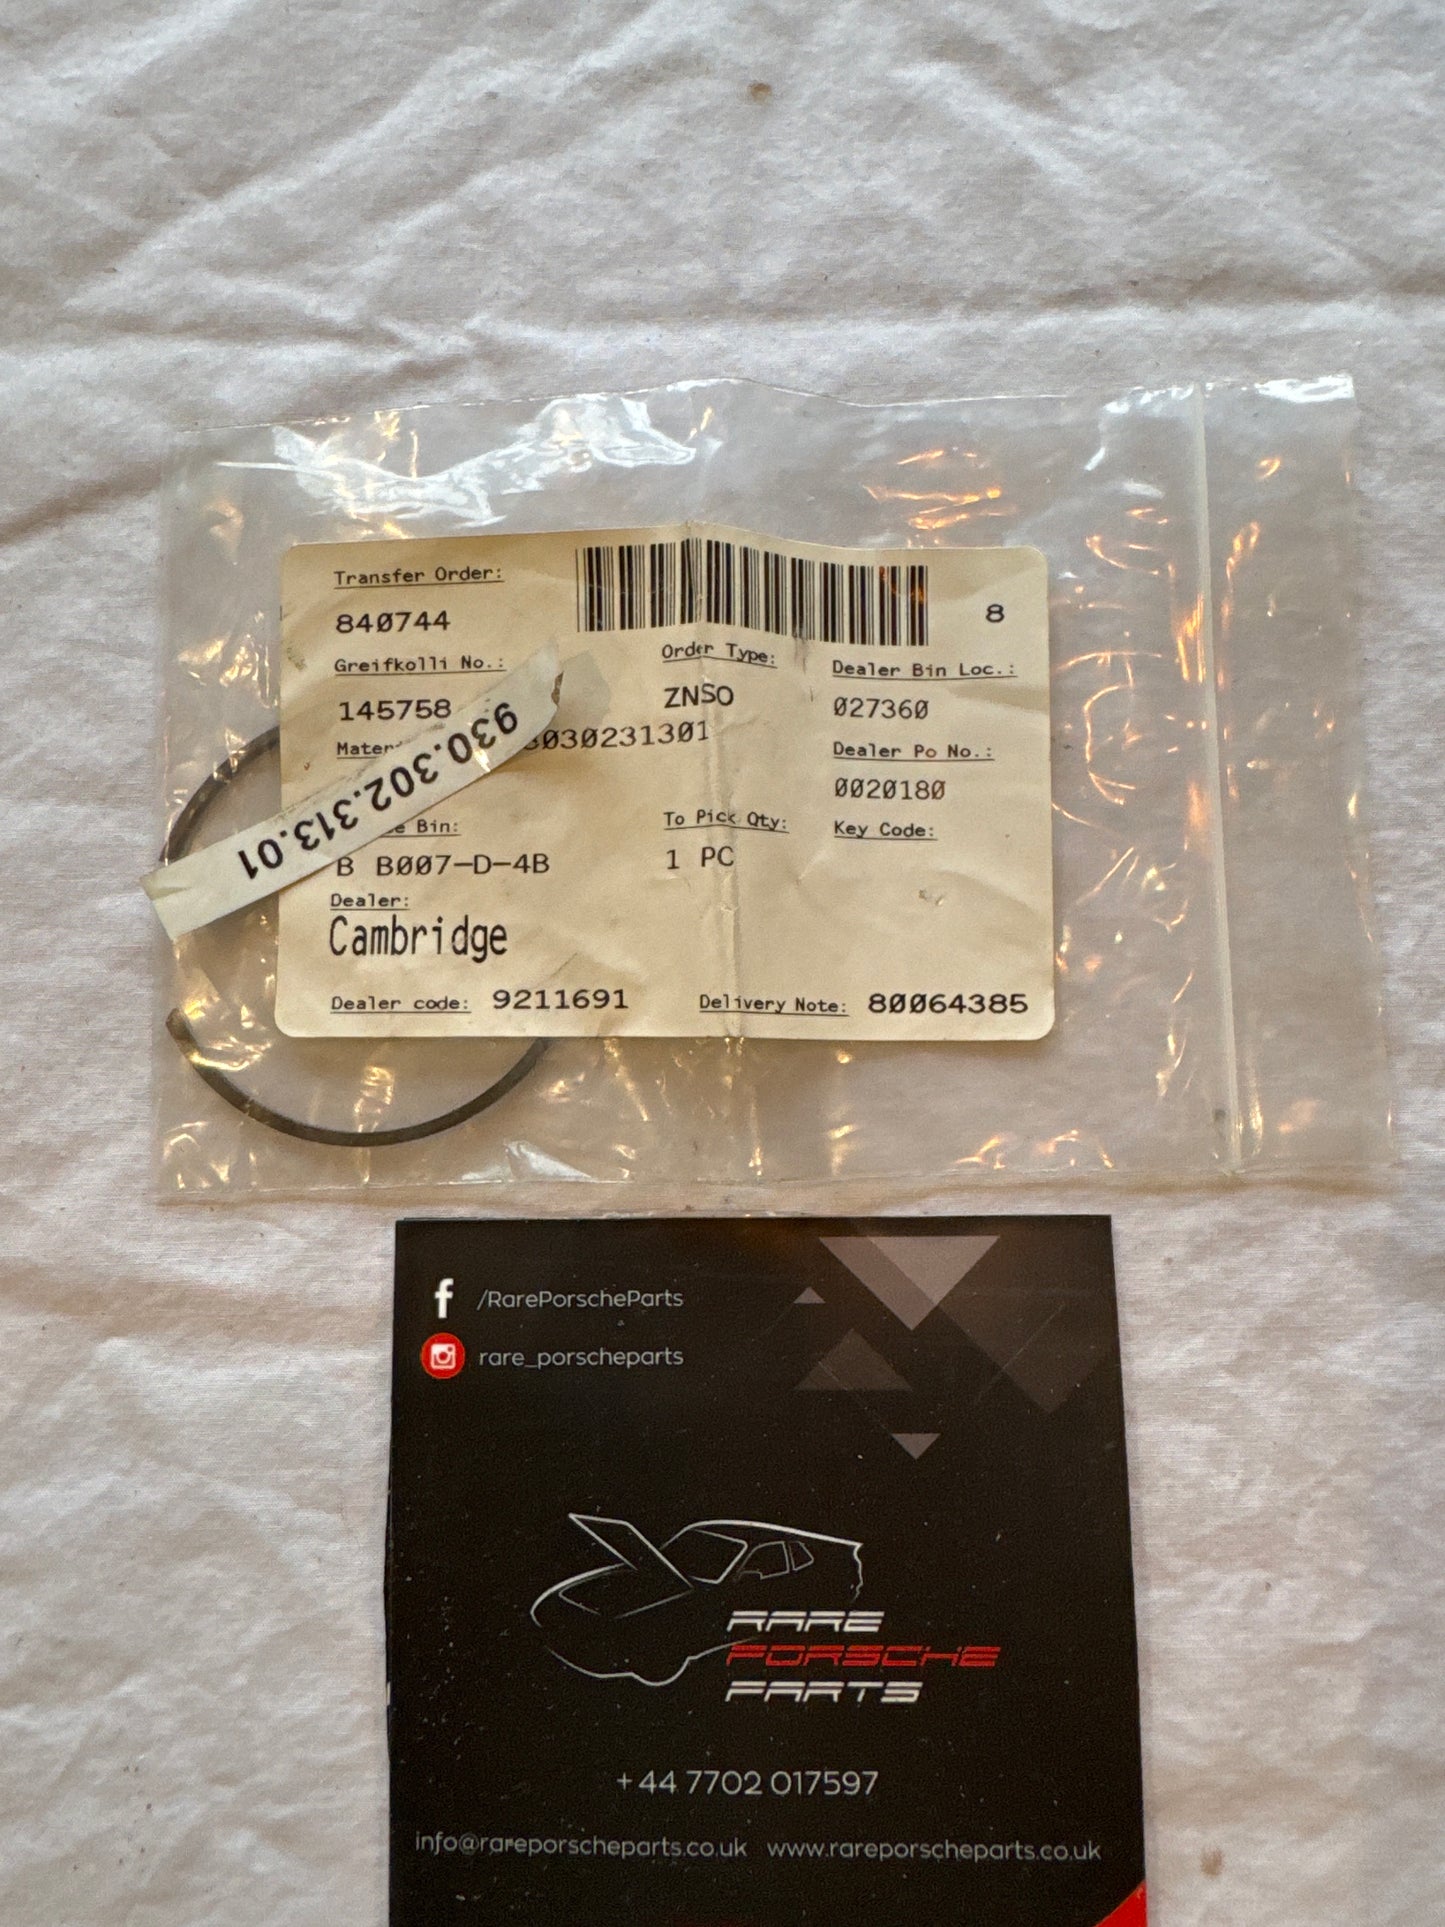 Transfer Order:
840744
8
Greifkolli No.:
145758
Order Type:
ZNSO
Dealer Bin Loc.:
027360
3030231301
Dealer Po No.:
0020180
930.302.313.01
Bin:
B B007-D-4B
To Pick Qty:
1 PC
Key Code:
Dealer:
Cambridge
Dealer code: 9211691
Delivery Note: 80064385
f /RarePorscheParts
rare_porscheparts
RARE
PORSCHE
PARTS
+44 7702 017597
info@rareporscheparts.co.uk www.rareporscheparts.co.uk